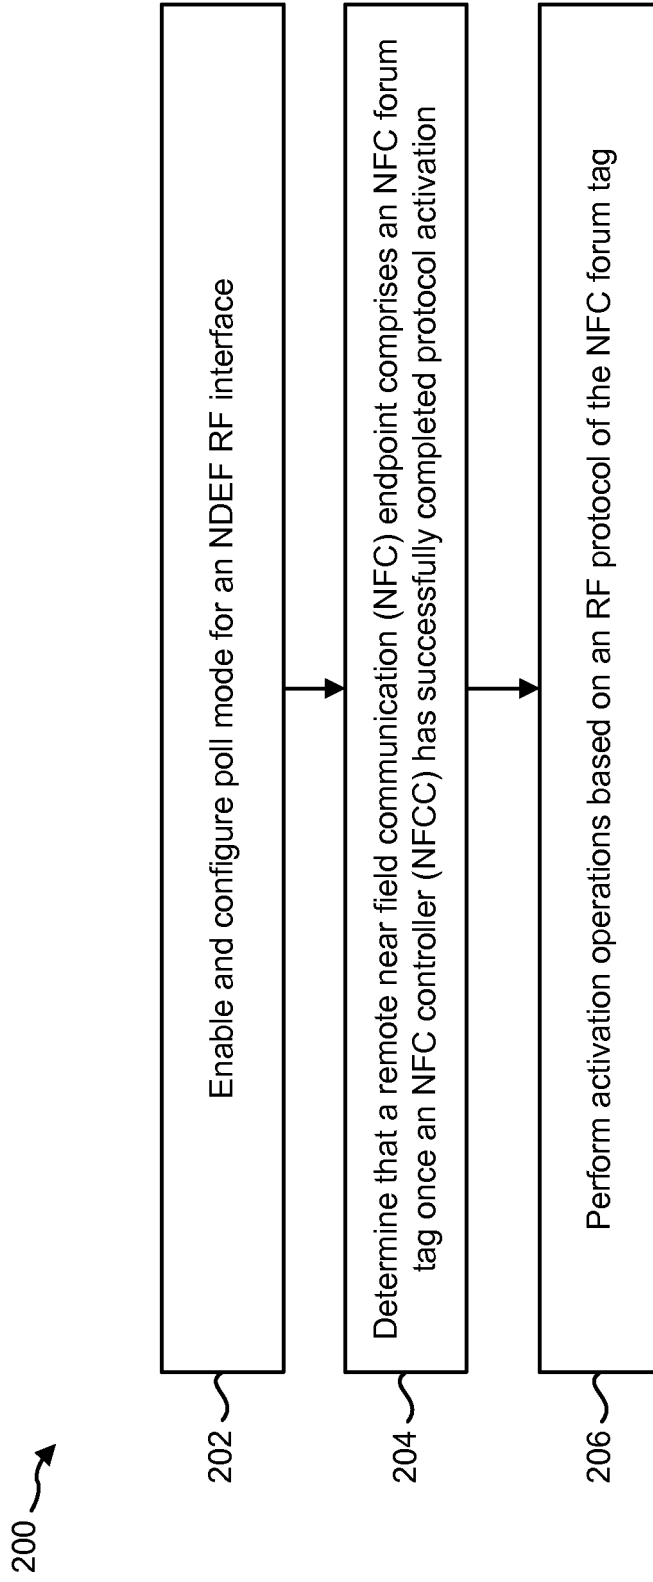 200
202
Enable and configure poll mode for an NDEF RF interface
204
Determine that a remote near field communication (NFC) endpoint comprises an NFC forum
tag once an NFC controller (NFCC) has successfully completed protocol activation
206
Perform activation operations based on an RF protocol of the NFC forum tag